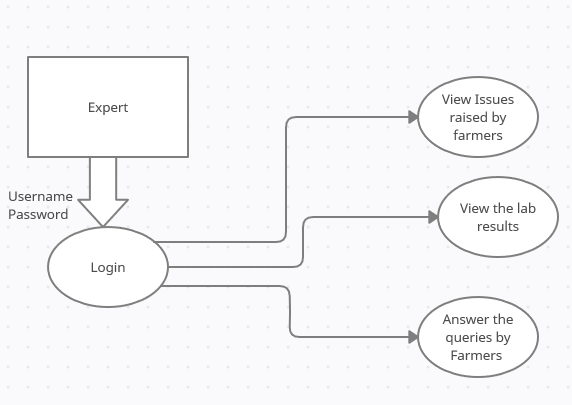 Expert
Username
Password
Login
View Issues
raised by
farmers
View the lab
results
Answer the
queries by
Farmers